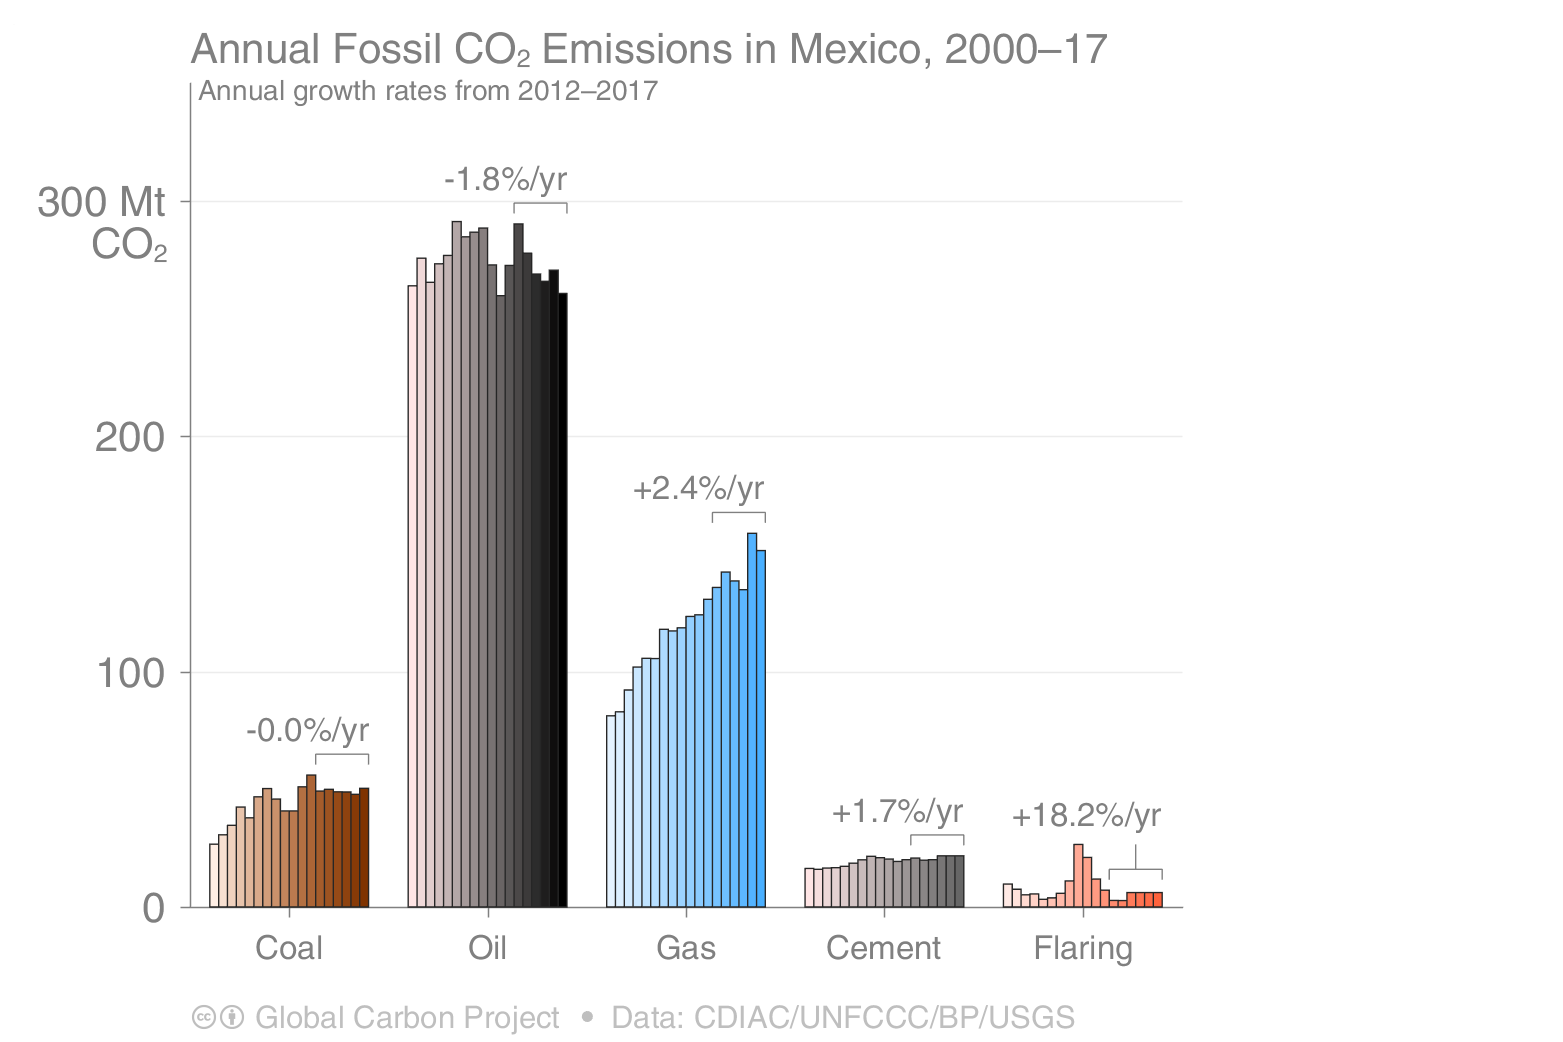 Annual Fossil CO₂ Emissions in Mexico, 2000–17
Annual growth rates from 2012–2017
300 Mt
CO₂
200
100
0
-0.0%/yr
-1.8%/yr
+2.4%/yr
+1.7%/yr
+18.2%/yr
Coal
Oil
Gas
Cement
Flaring
cc Global Carbon Project • Data: CDIAC/UNFCCC/BP/USGS